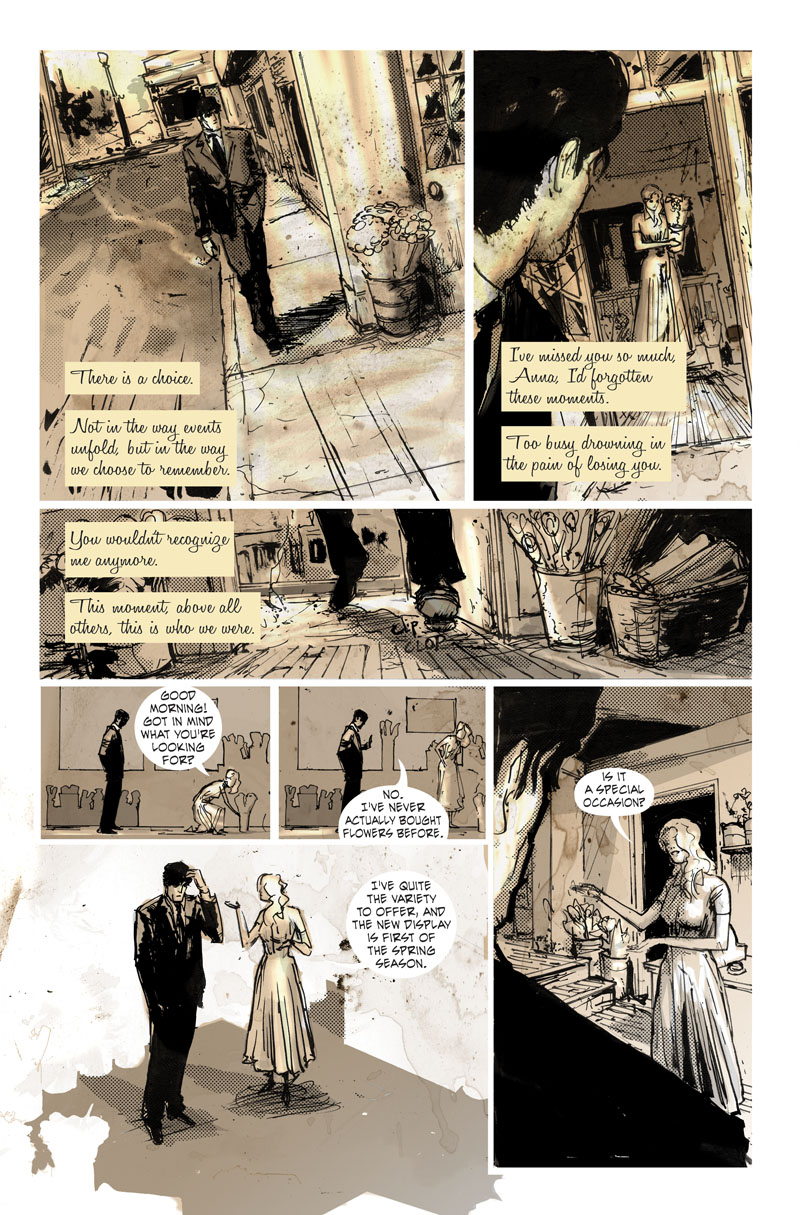 There is a choice.
Not in the way events
unfold, but in the way
we choose to remember.
I've missed you so much,
Anna, I'd forgotten
these moments.
Too busy drowning in
the pain of losing you.
You wouldn't recognize
me anymore.
This moment, above all
others, this is who we were.
CLIP
CLOP
GOOD
MORNING!
GOT IN MIND
WHAT YOU'RE
LOOKING
FOR?
NO.
I'VE NEVER
ACTUALLY BOUGHT
FLOWERS BEFORE.
IS IT
A SPECIAL
OCCASION?
I'VE QUITE
THE VARIETY
TO OFFER, AND
THE NEW DISPLAY
IS FIRST OF
THE SPRING
SEASON.